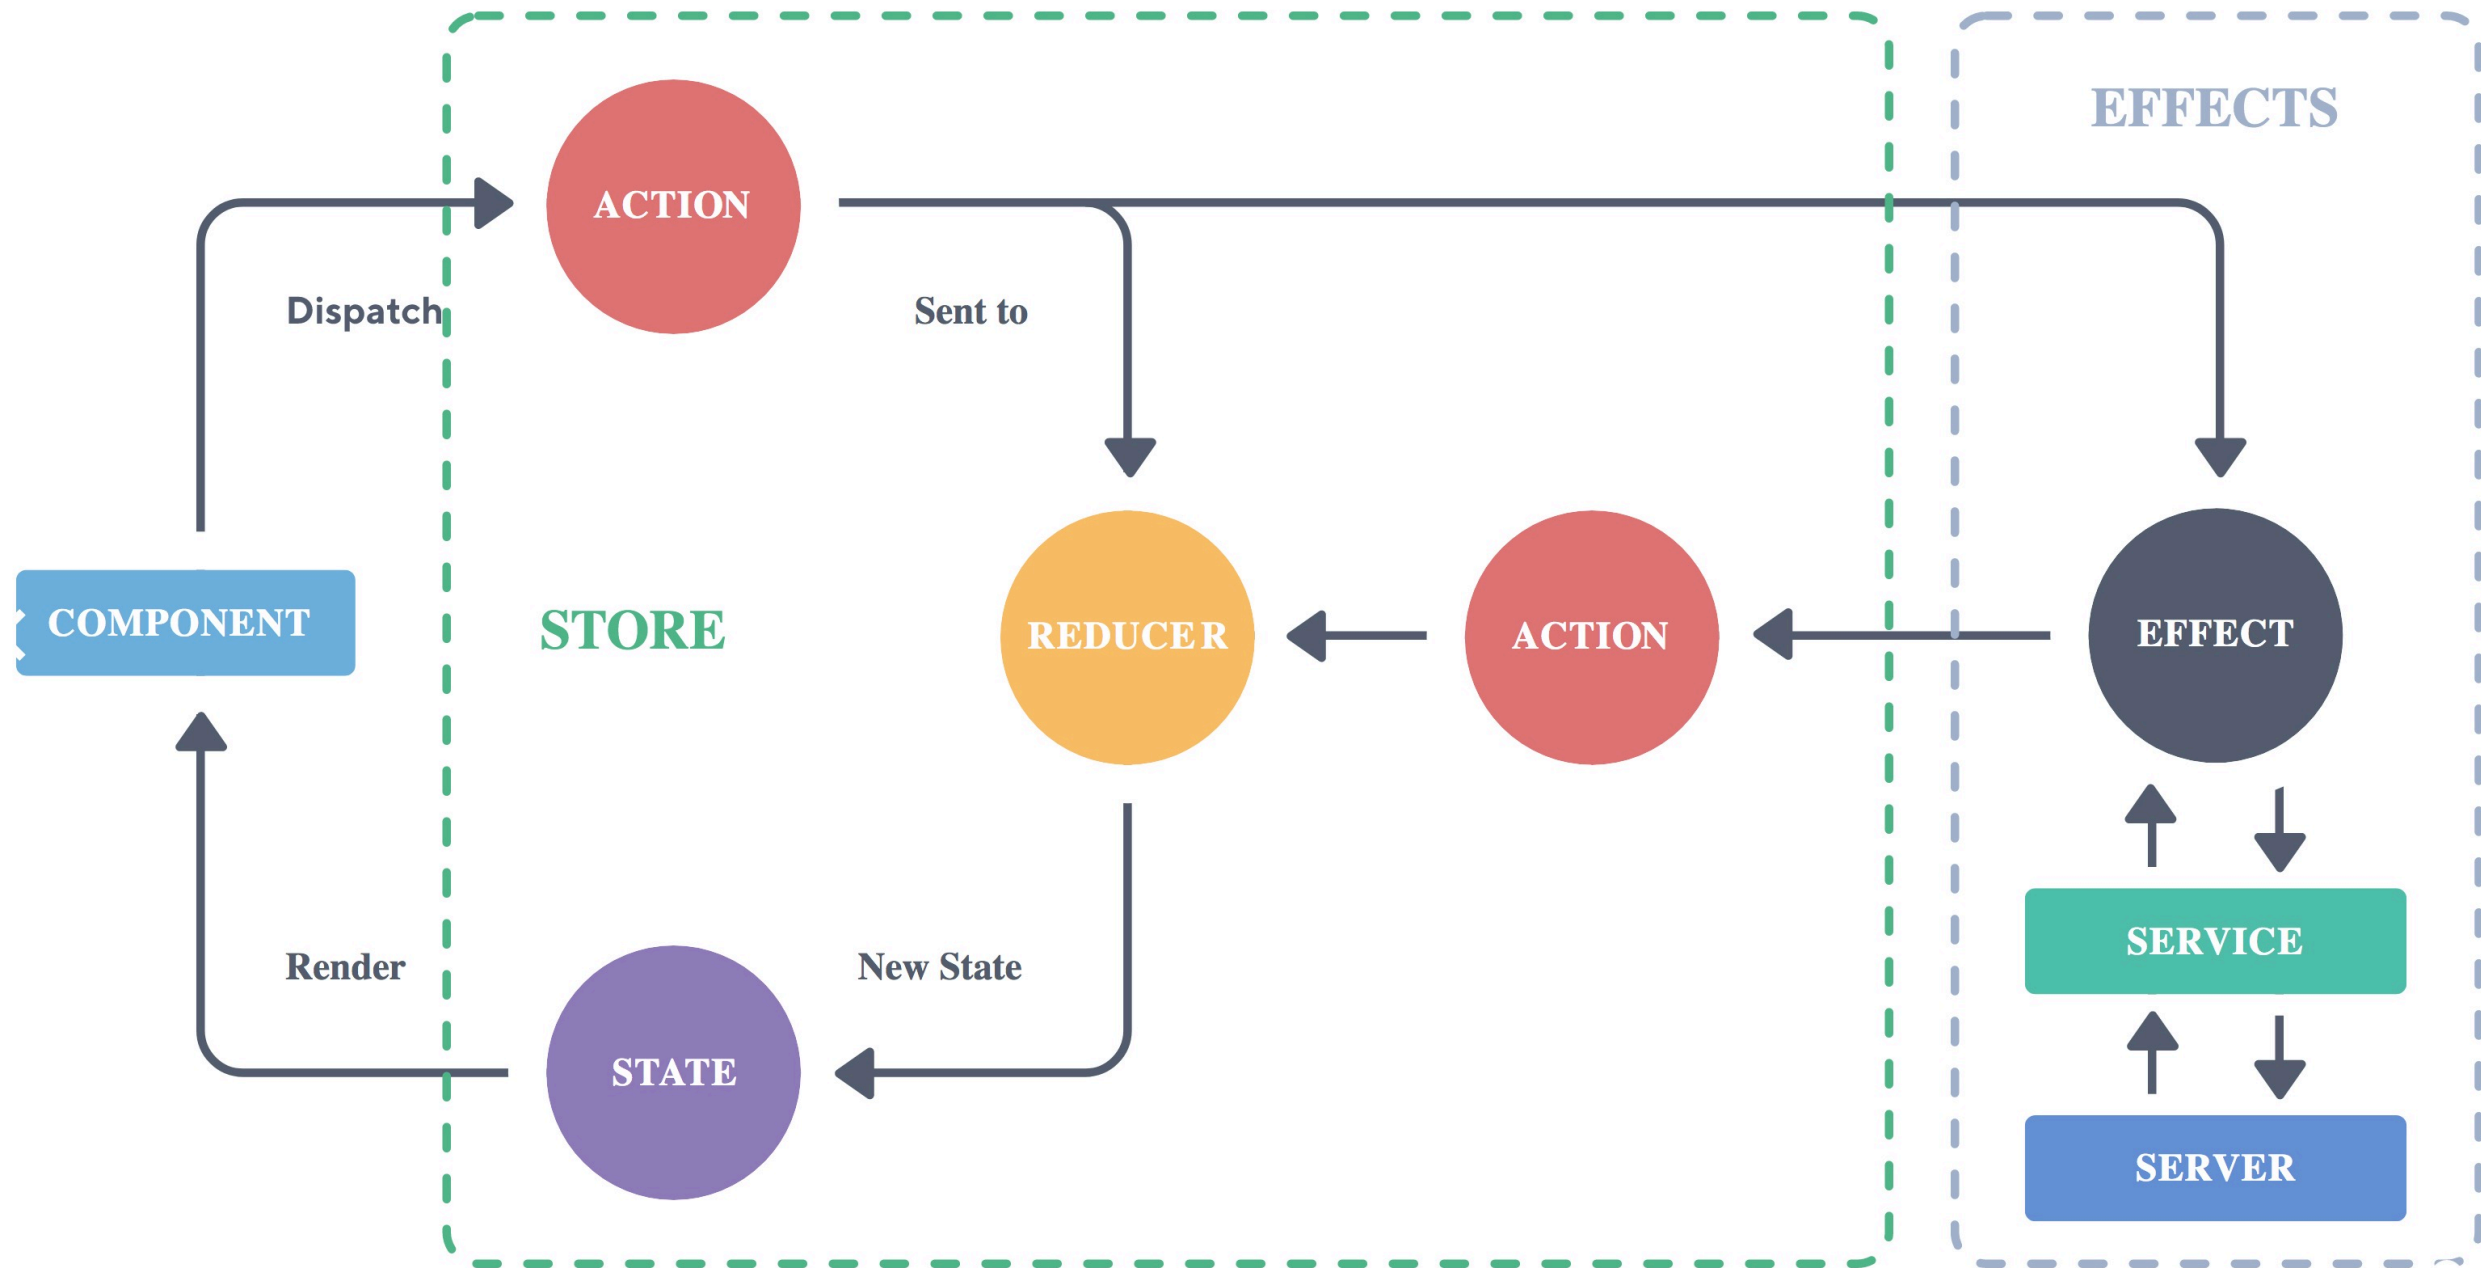 EFFECTS
ACTION
Dispatch
Sent to
COMPONENT
STORE
REDUCER
ACTION
EFFECT
SERVICE
Render
New State
STATE
SERVER